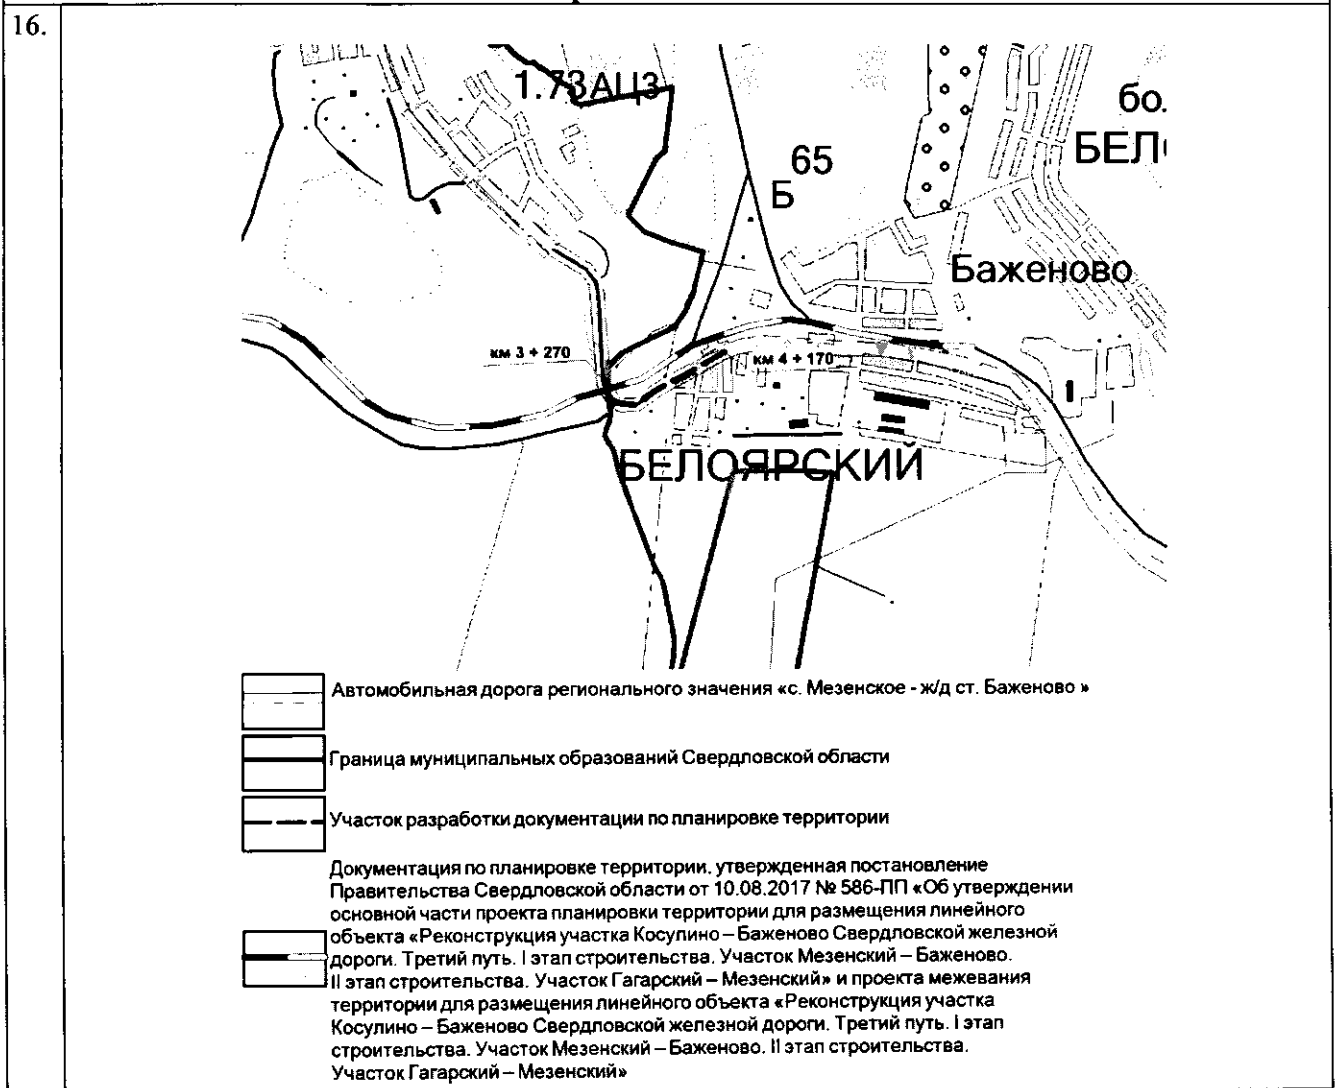 16.
1.73АЦЗ
65
Б
бо.
БЕЛ
Баженово
км 3 + 270
км 4 + 170
БЕЛОЯРСКИЙ
Автомобильная дорога регионального значения «с. Мезенское - ж/д ст. Баженово »
Граница муниципальных образований Свердловской области
Участок разработки документации по планировке территории
Документация по планировке территории, утвержденная постановление
Правительства Свердловской области от 10.08.2017 № 586-ПП «Об утверждении
основной части проекта планировки территории для размещения линейного
объекта «Реконструкция участка Косулино – Баженово Свердловской железной
дороги. Третий путь. I этап строительства. Участок Мезенский – Баженово.
II этап строительства. Участок Гагарский – Мезенский» и проекта межевания
территории для размещения линейного объекта «Реконструкция участка
Косулино – Баженово Свердловской железной дороги. Третий путь. I этап
строительства. Участок Мезенский – Баженово. II этап строительства.
Участок Гагарский – Мезенский»